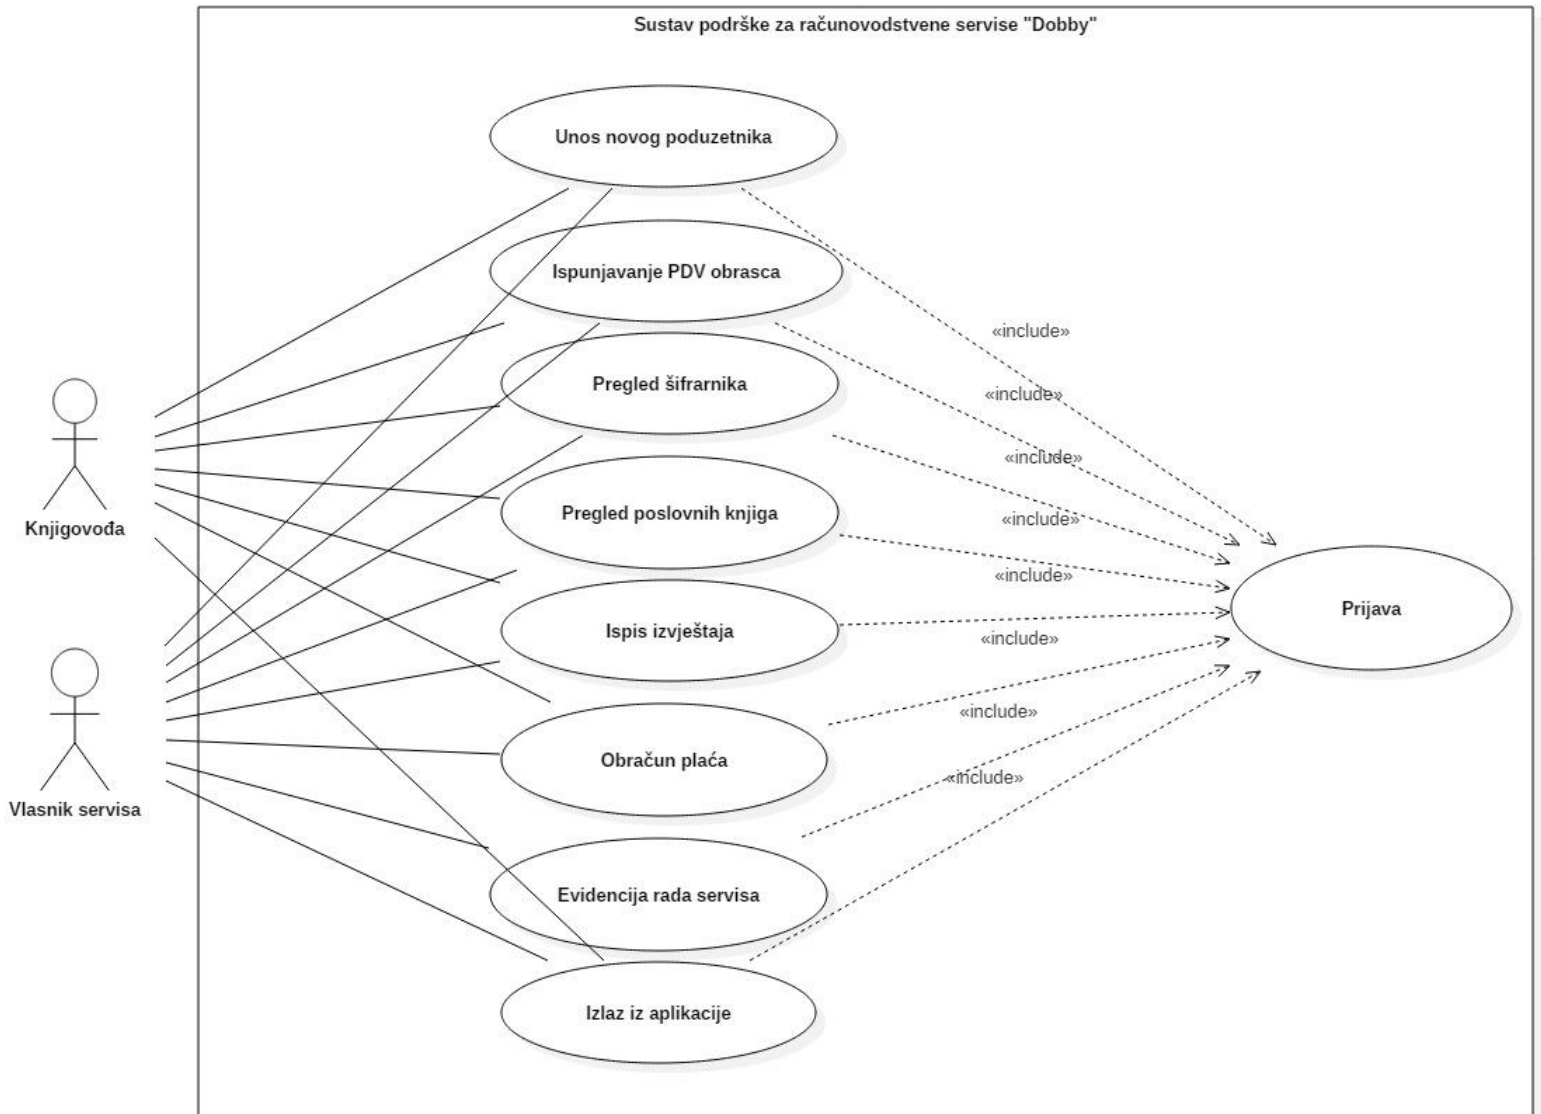 Sustav podrške za računovodstvene servise "Dobby"
Unos novog poduzetnika
Ispunjavanje PDV obrasca
«include»
Pregled šifrarnika
«include»
«include»
Pregled poslovnih knjiga
«include»
Knjigovođa
«include»
Prijava
Ispis izvještaja
«include»
«include»
Obračun plaća
«include»
Vlasnik servisa
Evidencija rada servisa
Izlaz iz aplikacije